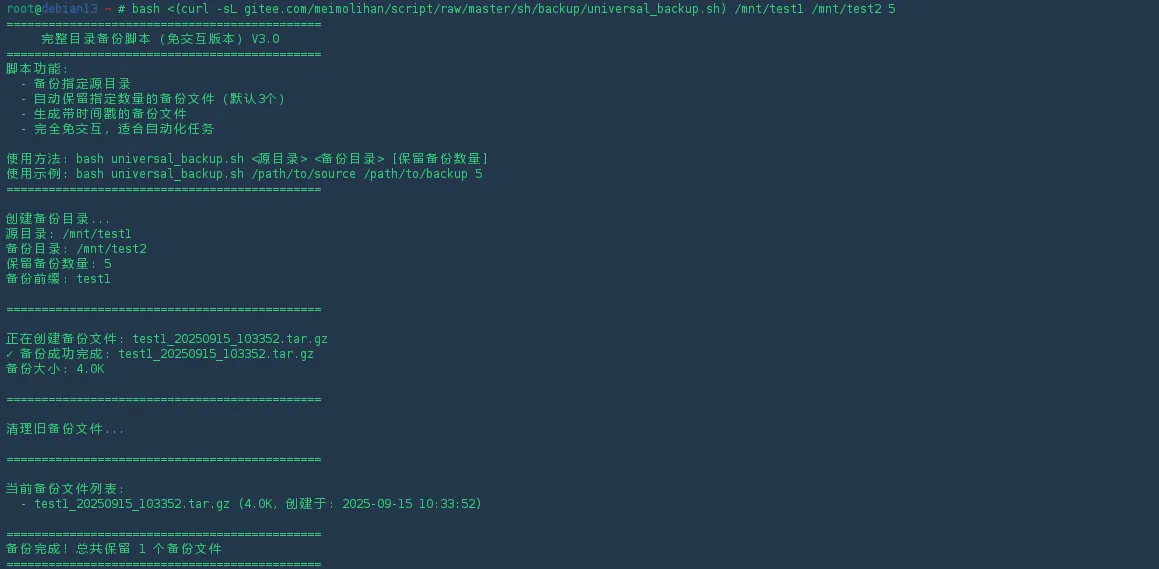 root@debian13 ~ # bash <(curl -sL gitee.com/meimolihan/script/raw/master/sh/backup/universal_backup.sh) /mnt/test1 /mnt/test2 5
=============================================
完整目录备份脚本 (免交互版本) V3.0
=============================================
脚本功能:
- 备份指定源目录
- 自动保留指定数量的备份文件 (默认3个)
- 生成带时间戳的备份文件
- 完全免交互, 适合自动化任务
使用方法: bash universal_backup.sh <源目录> <备份目录> [保留备份数量]
使用示例: bash universal_backup.sh /path/to/source /path/to/backup 5
=============================================
创建备份目录...
源目录: /mnt/test1
备份目录: /mnt/test2
保留备份数量: 5
备份前缀: test1
=============================================
正在创建备份文件: test1_20250915_103352.tar.gz
✓ 备份成功完成: test1_20250915_103352.tar.gz
备份大小: 4.0K
=============================================
清理旧备份文件...
=============================================
当前备份文件列表:
- test1_20250915_103352.tar.gz (4.0K, 创建于: 2025-09-15 10:33:52)
=============================================
备份完成! 总共保留 1 个备份文件
=============================================